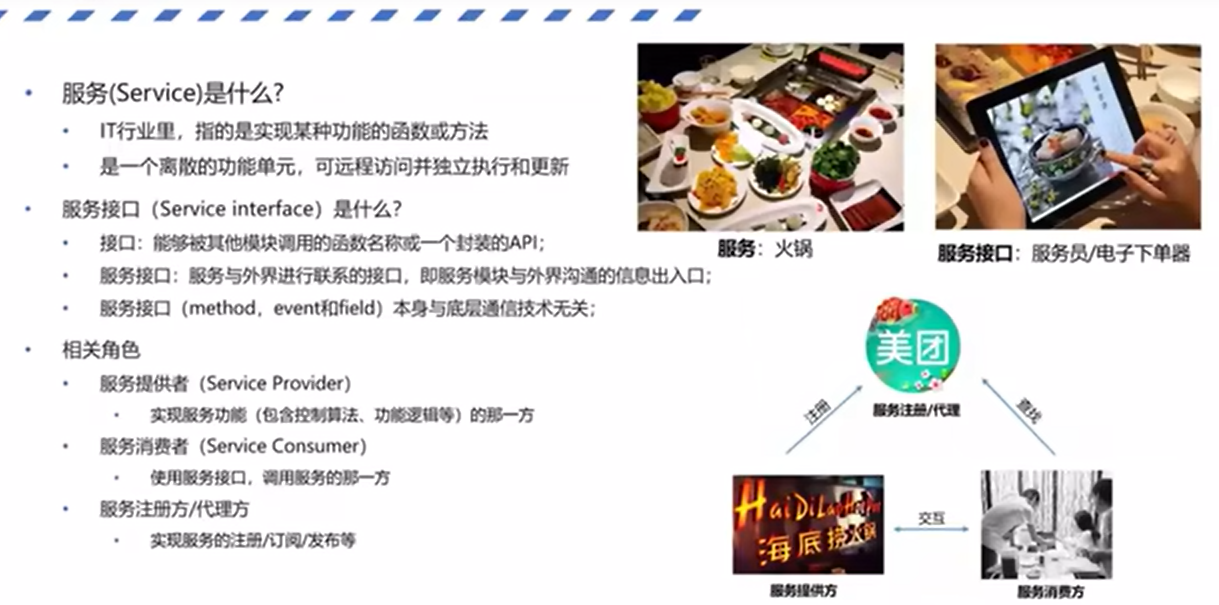 服务(Service)是什么?
IT行业里，指的是实现某种功能的函数或方法
是一个离散的功能单元，可远程访问并独立执行和更新
服务接口（Service interface）是什么?
接口：能够被其他模块调用的函数名称或一个封装的API；
服务接口：服务与外界进行联系的接口，即服务模块与外界沟通的信息出入口；
服务接口（method，event和field）本身与底层通信技术无关；
相关角色
服务提供者（Service Provider）
实现服务功能（包含控制算法、功能逻辑等）的那一方
服务消费者（Service Consumer）
使用服务接口，调用服务的那一方
服务注册方/代理方
实现服务的注册/订阅/发布等
服务：火锅
服务接口：服务员/电子下单器
美团
服务注册/代理
注册
查找
HaiDiLao HotPot
海底捞火锅
交互
服务提供方
服务消费方